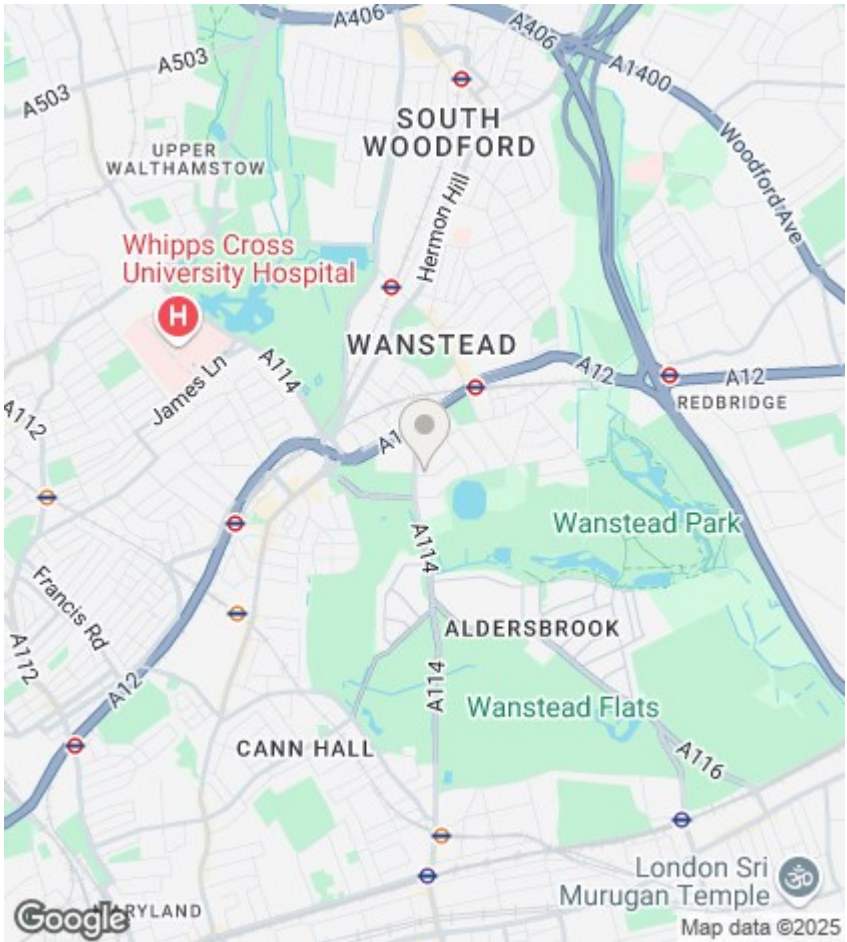 A406
A406
A503
A503
A1400
SOUTH
WOODFORD
UPPER
WALTHAMSTOW
Woodford Ave
Hermon Hill
Whipps Cross
University Hospital
H
WANSTEAD
A114
James Ln
A12
A12
REDBRIDGE
A112
Wanstead Park
A114
Francis Rd
ALDERSBROOK
A112
A114
A12
Wanstead Flats
CANN HALL
A116
London Sri
Murugan Temple
Google
Map data ©2025